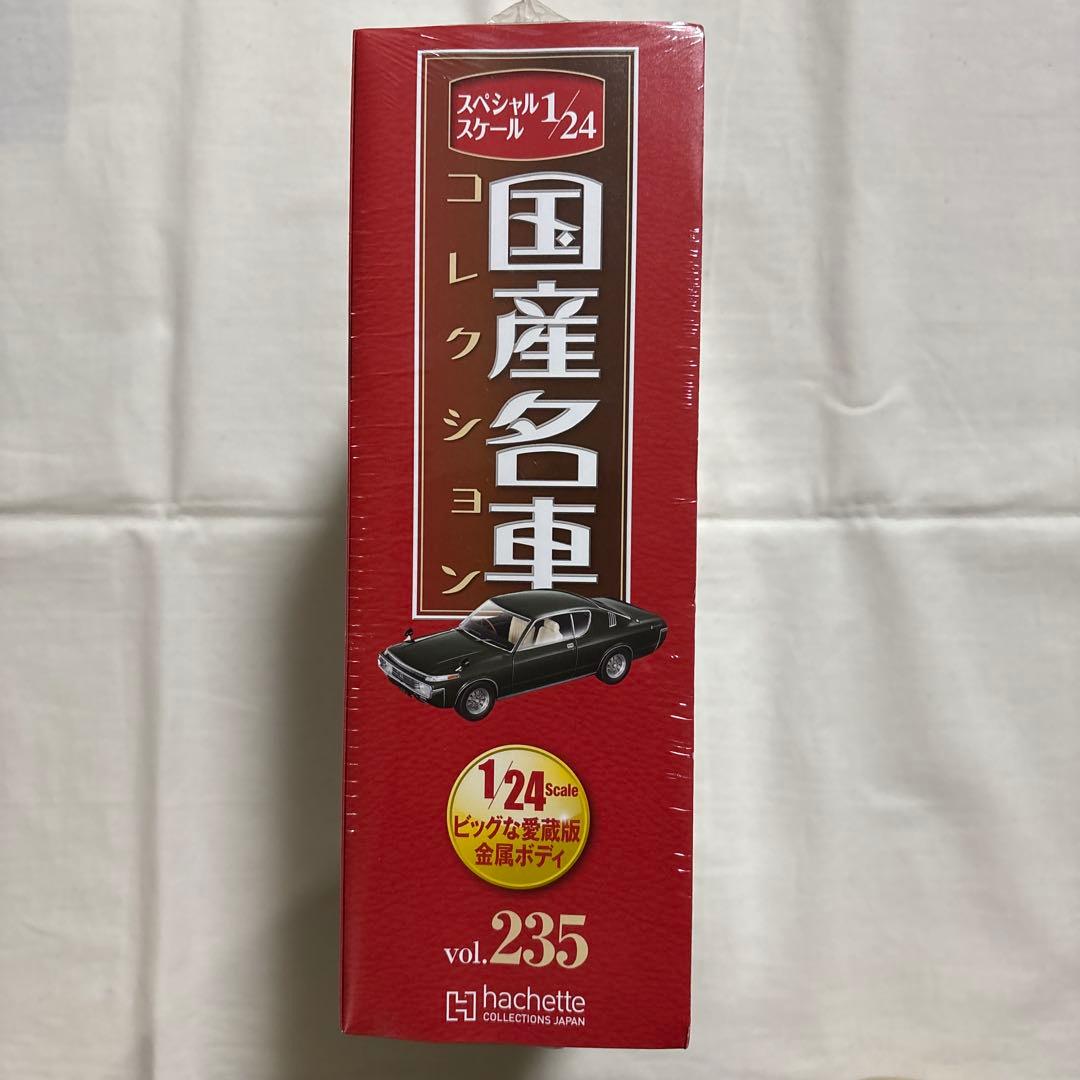 スペシャル
スケール 1/24
国産名車
コレクション
1/24 Scale
ビッグな愛蔵版
金属ボディ
vol.235
hachette
COLLECTIONS JAPAN